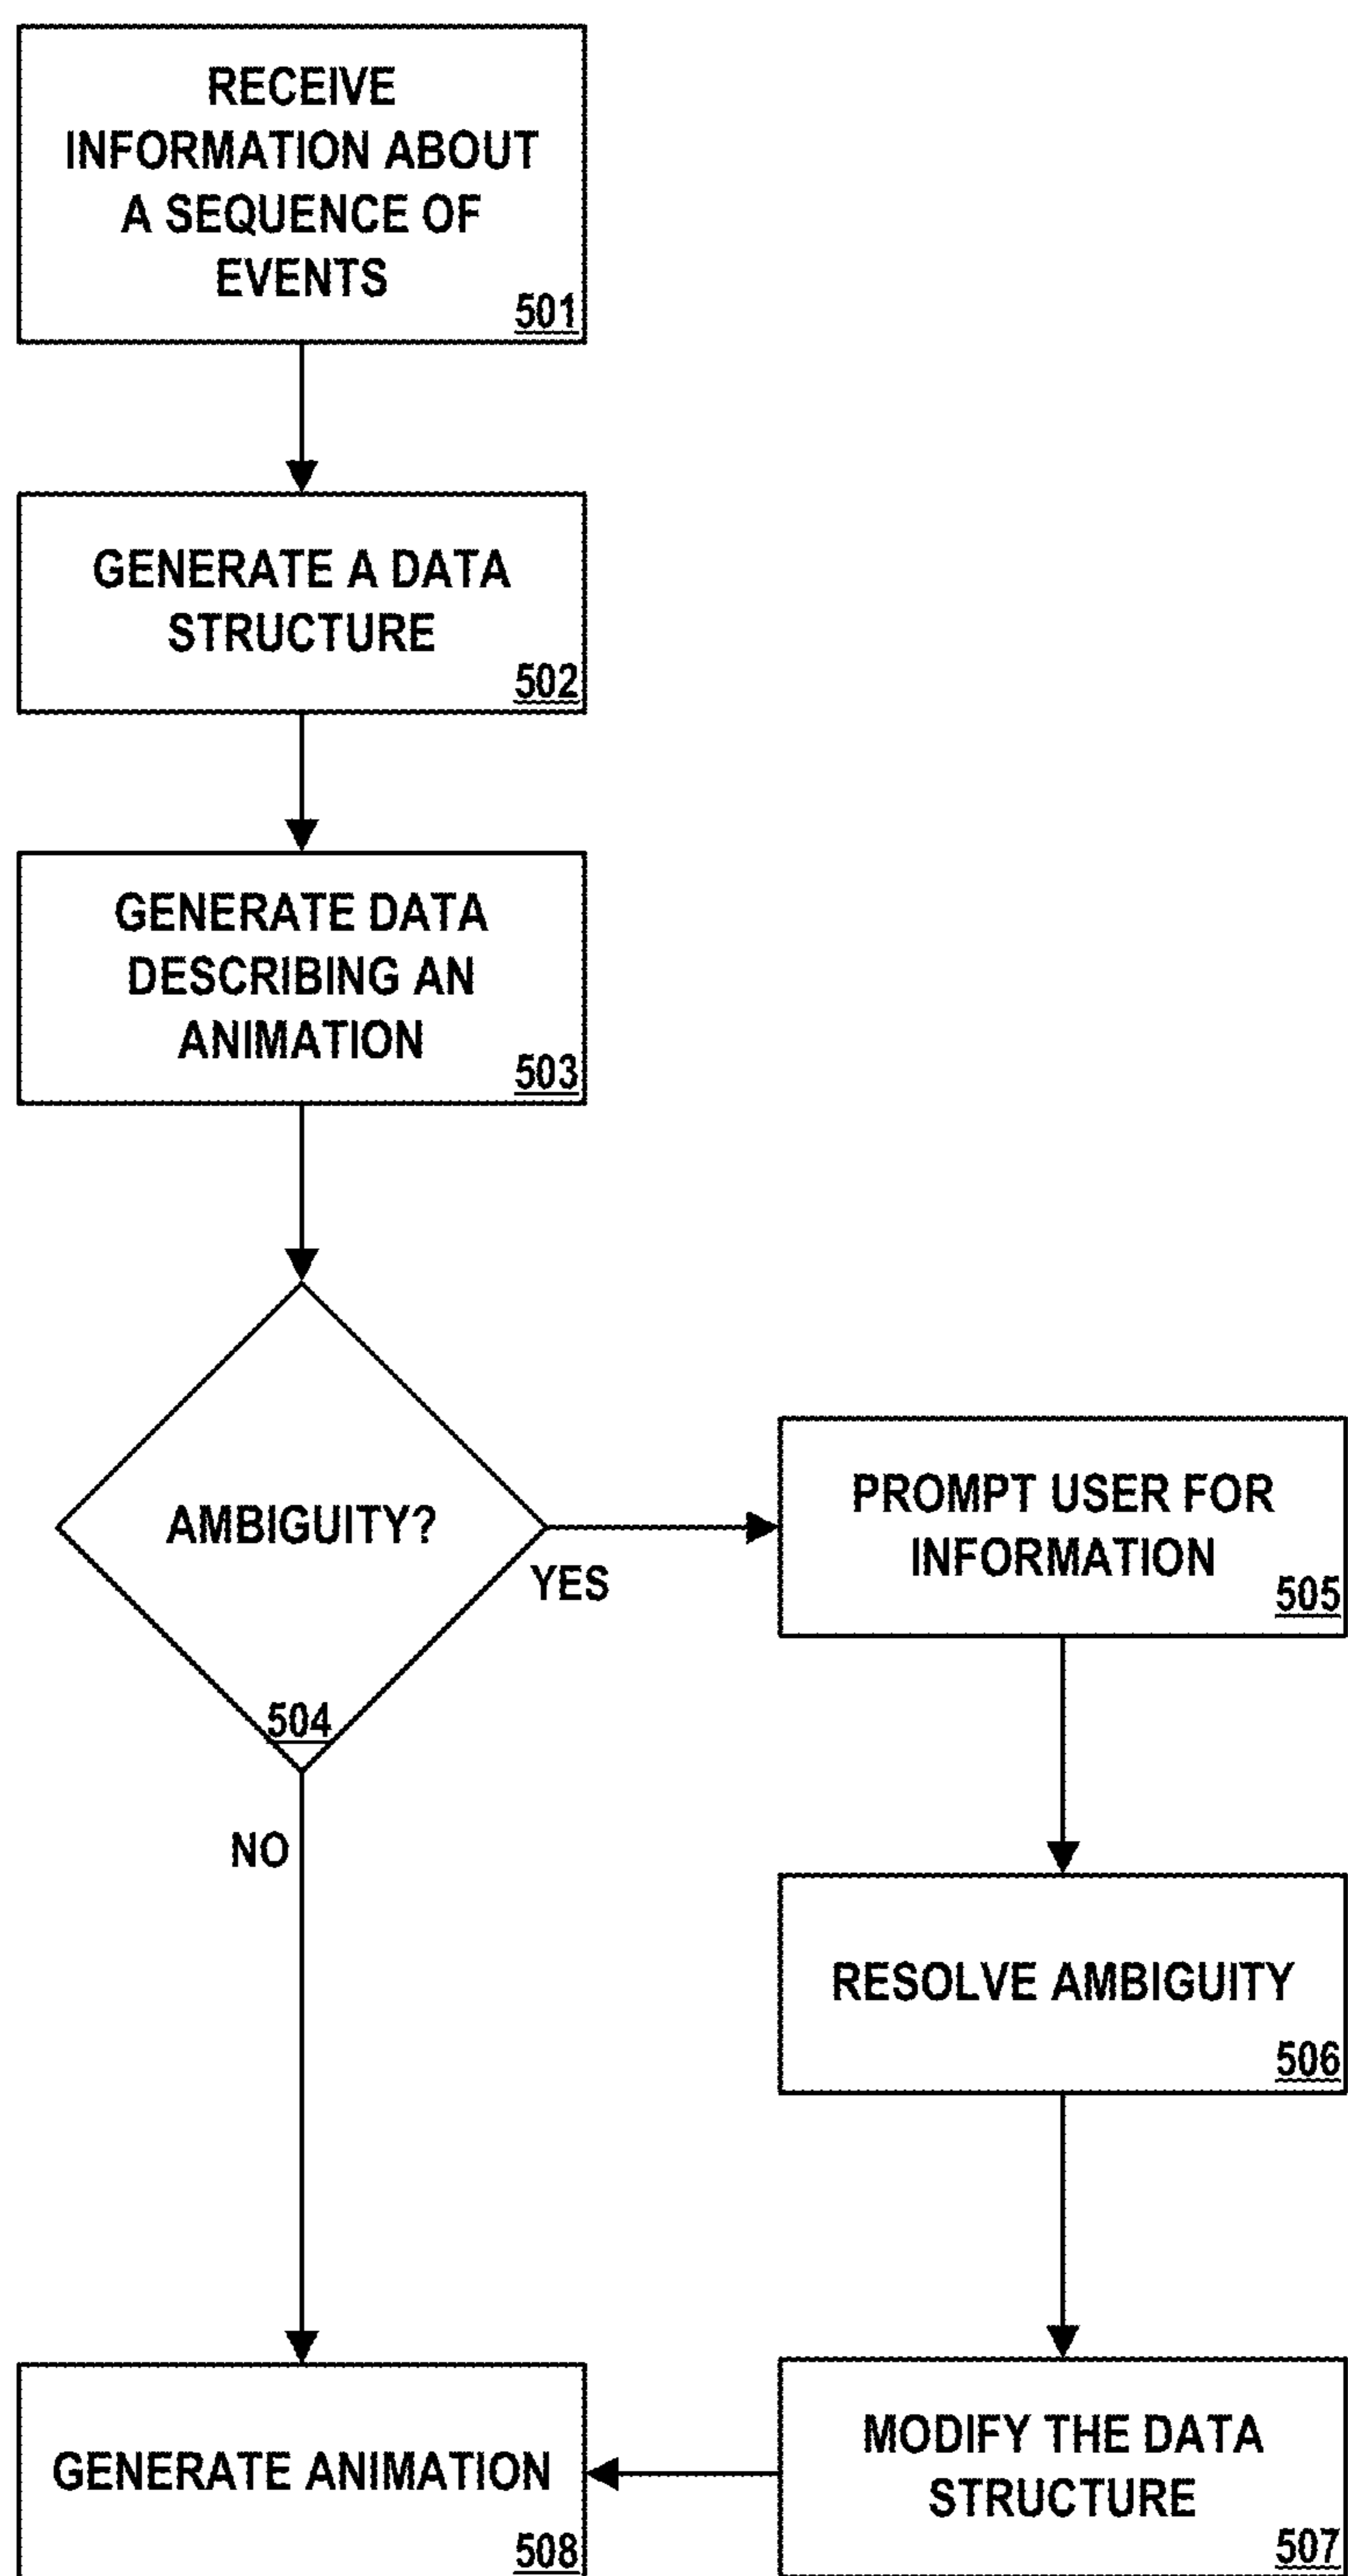 RECEIVE
INFORMATION ABOUT
A SEQUENCE OF
EVENTS
501
GENERATE A DATA
STRUCTURE
502
GENERATE DATA
DESCRIBING AN
ANIMATION
503
AMBIGUITY?
504
YES
NO
PROMPT USER FOR
INFORMATION
505
RESOLVE AMBIGUITY
506
MODIFY THE DATA
STRUCTURE
507
GENERATE ANIMATION
508